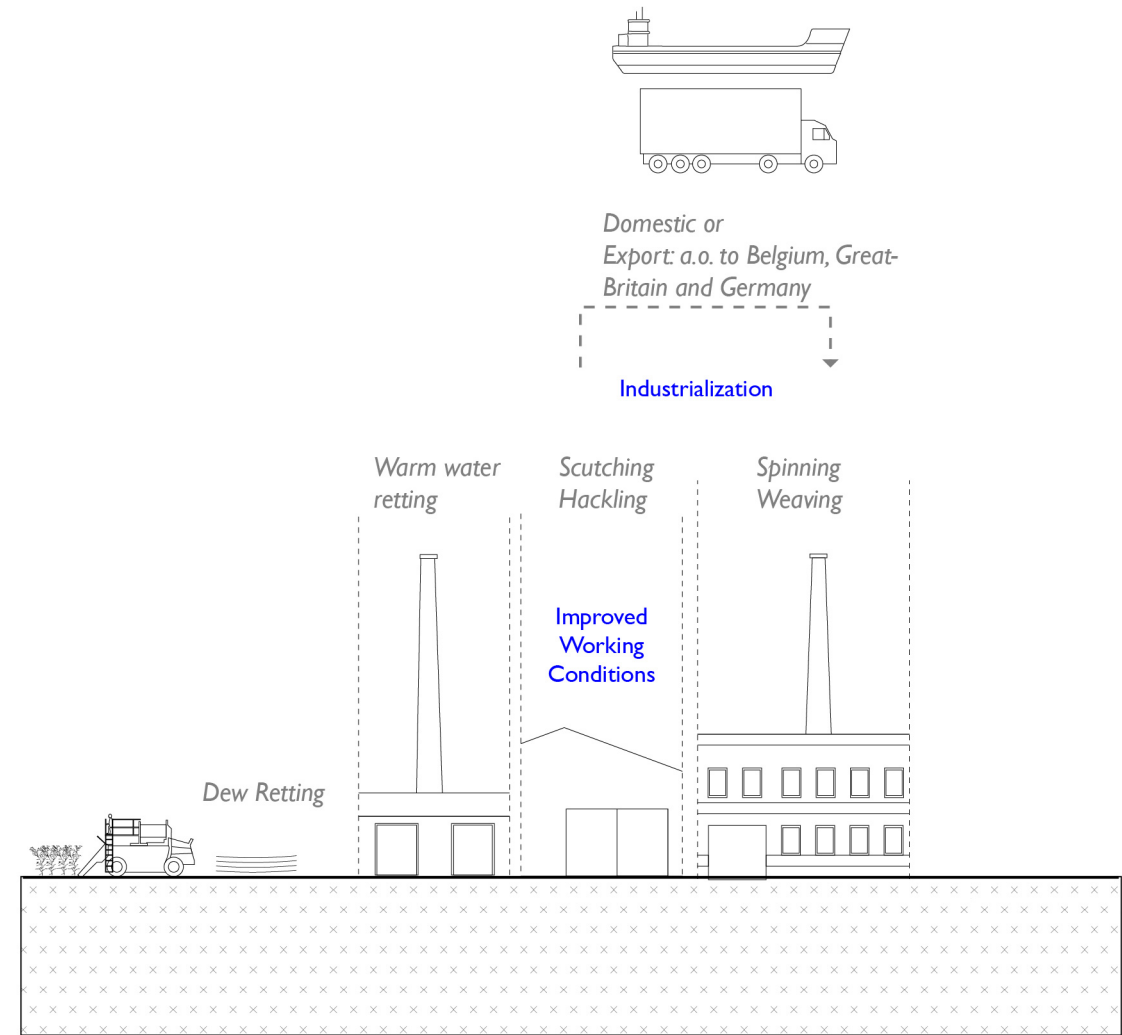 Domestic or
Export: a.o. to Belgium, Great-
Britain and Germany
Industrialization
Warm water
retting
Scutching
Hackling
Spinning
Weaving
Improved
Working
Conditions
Dew Retting